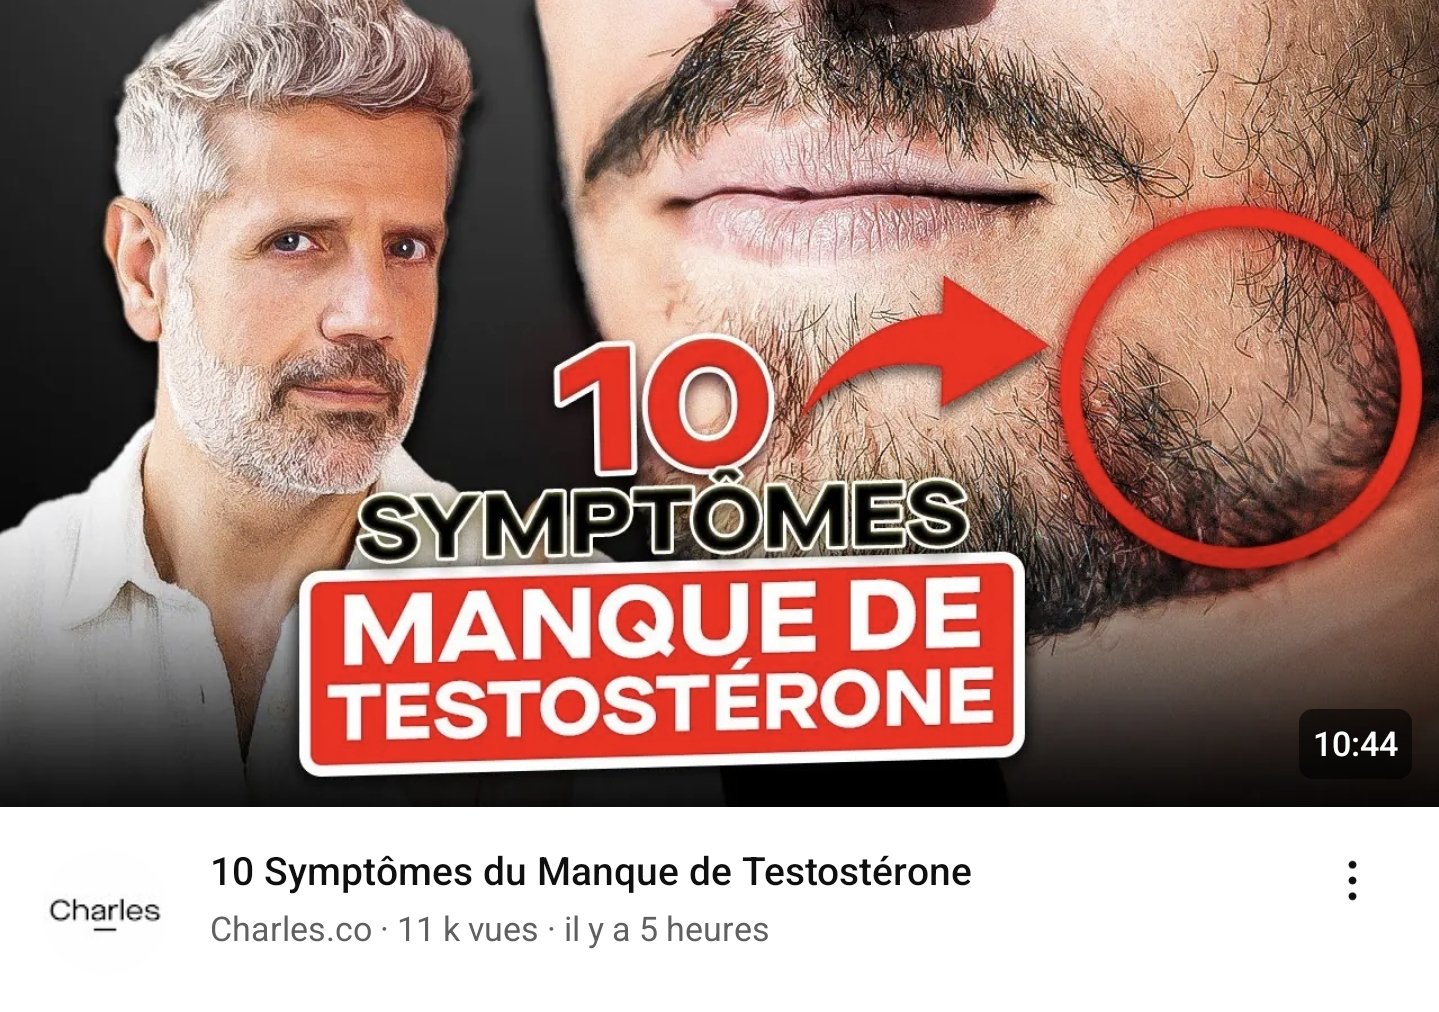 10
SYMPTÔMES
MANQUE DE
TESTOSTÉRONE
10:44
Charles
10 Symptômes du Manque de Testostérone
Charles.co · 11 k vues · il y a 5 heures